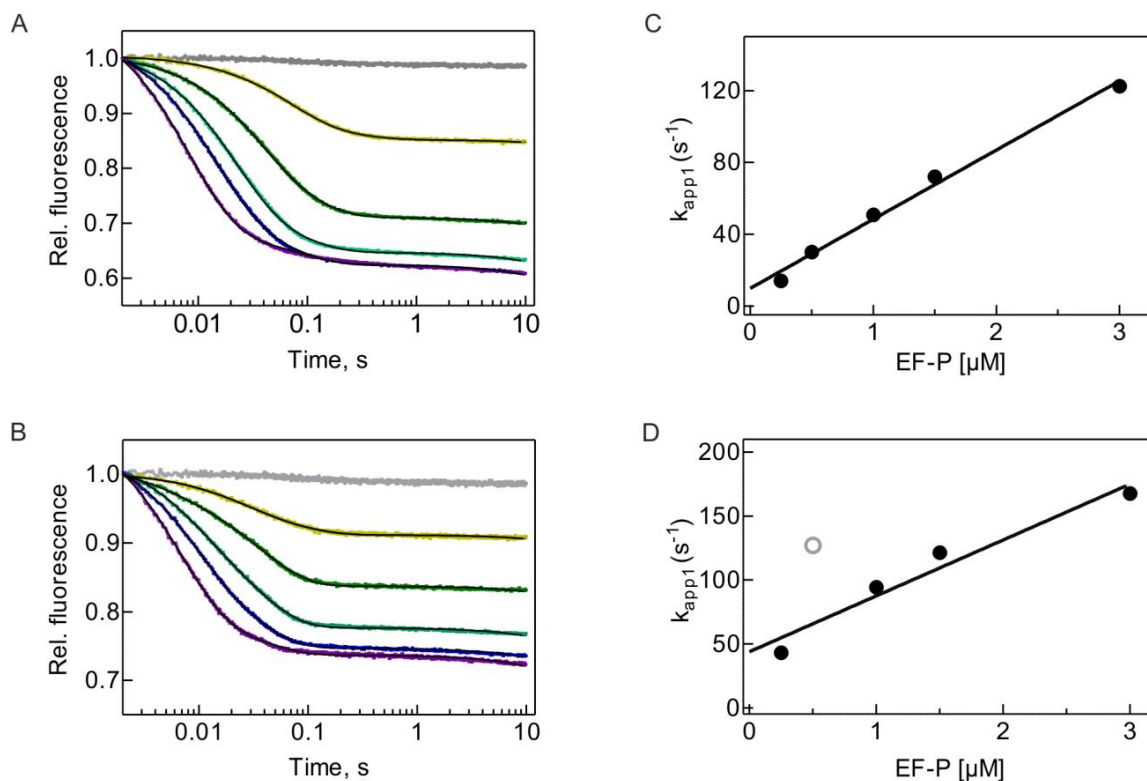 A
1.0
0.9
0.8
0.7
0.6
Rel. fluorescence
0.01 0.1 1 10
Time, s
C
120
80
40
0
k_app1 (s⁻¹)
0 1 2 3
EF-P [µM]
B
1.0
0.9
0.8
0.7
Rel. fluorescence
0.01 0.1 1 10
Time, s
D
200
150
100
50
0
k_app1 (s⁻¹)
0 1 2 3
EF-P [µM]